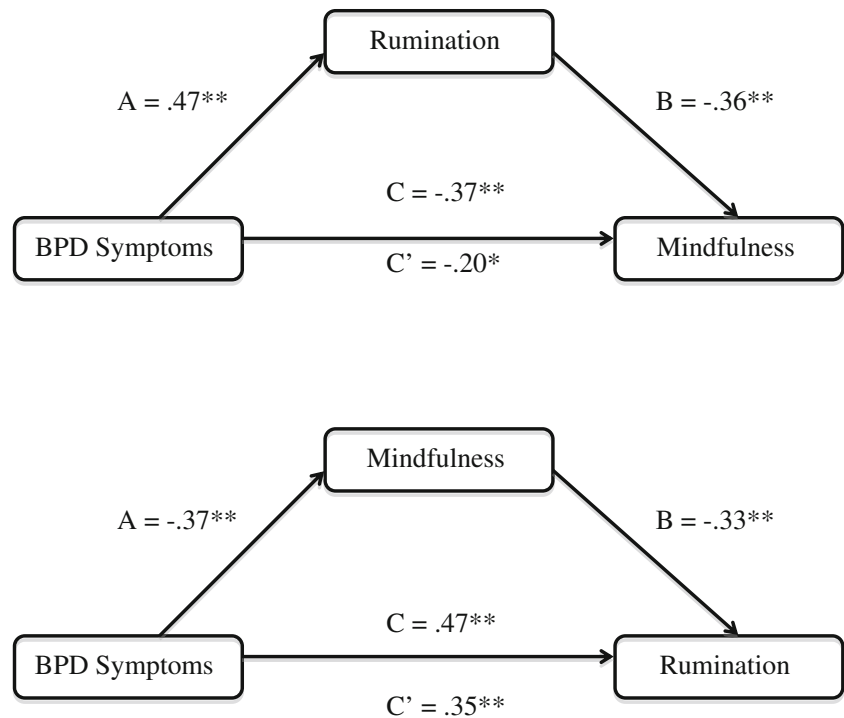 Rumination
A = .47**
B = -.36**
C = -.37**
BPD Symptoms
Mindfulness
C’ = -.20*
Mindfulness
A = -.37**
B = -.33**
C = .47**
BPD Symptoms
Rumination
C’ = .35**